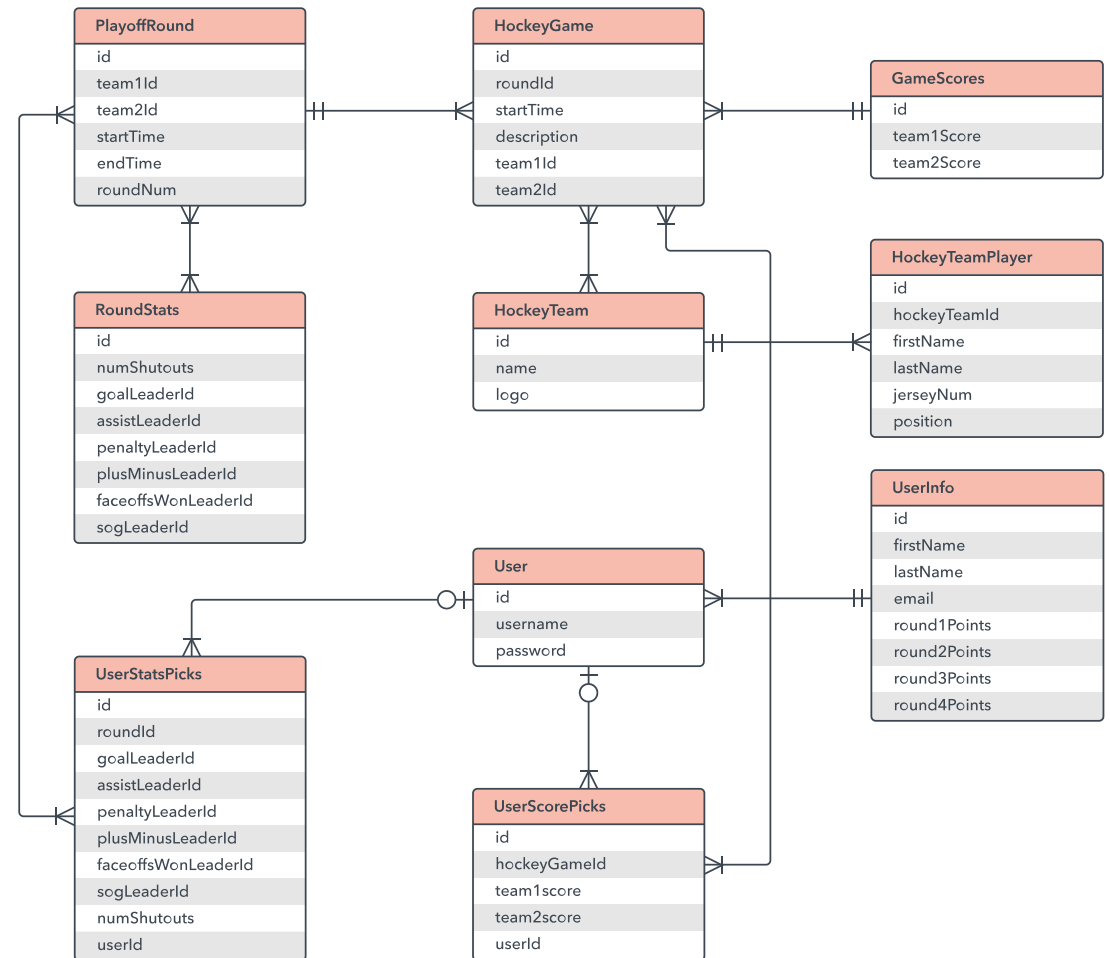 PlayoffRound
id
team1Id
team2Id
startTime
endTime
roundNum
HockeyGame
id
roundId
startTime
description
team1Id
team2Id
GameScores
id
team1Score
team2Score
RoundStats
id
numShutouts
goalLeaderId
assistLeaderId
penaltyLeaderId
plusMinusLeaderId
faceoffsWonLeaderId
sogLeaderId
HockeyTeam
id
name
logo
HockeyTeamPlayer
id
hockeyTeamId
firstName
lastName
jerseyNum
position
User
id
username
password
UserInfo
id
firstName
lastName
email
round1Points
round2Points
round3Points
round4Points
UserStatsPicks
id
roundId
goalLeaderId
assistLeaderId
penaltyLeaderId
plusMinusLeaderId
faceoffsWonLeaderId
sogLeaderId
numShutouts
userId
UserScorePicks
id
hockeyGameId
team1score
team2score
userId